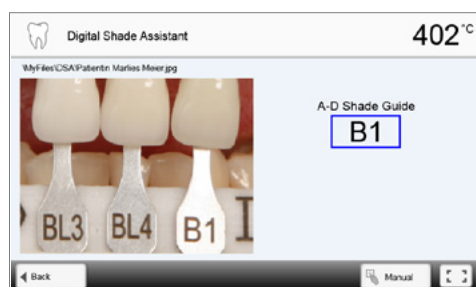 Digital Shade Assistant
402 °C
\MyFiles\DSA\Patientin Marlies Meier.jpg
A-D Shade Guide
B1
BL3 BL4 B1
Back
Manual